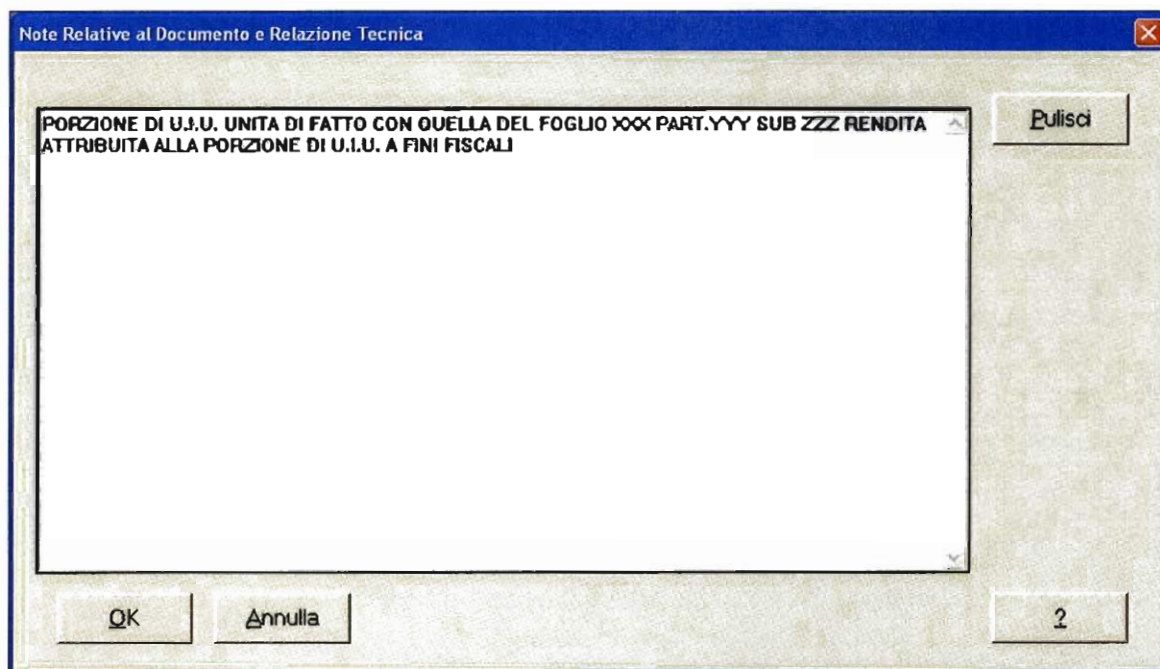 Note Relative al Documento e Relazione Tecnica
PORZIONE DI U.I.U. UNITA DI FATTO CON QUELLA DEL FOGLIO XXX PART.YYY SUB ZZZ RENDITA
ATTRIBUITA ALLA PORZIONE DI U.I.U. A FINI FISCALI
Pulisci
OK
Annulla
?